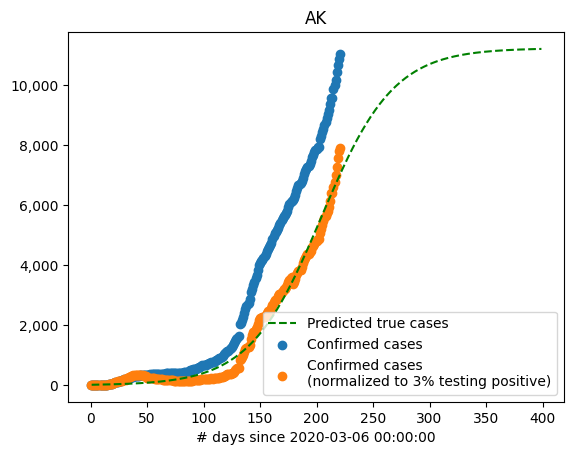 AK
10,000
8,000
6,000
4,000
2,000
0
Predicted true cases
Confirmed cases
Confirmed cases
(normalized to 3% testing positive)
0 50 100 150 200 250 300 350 400
# days since 2020-03-06 00:00:00